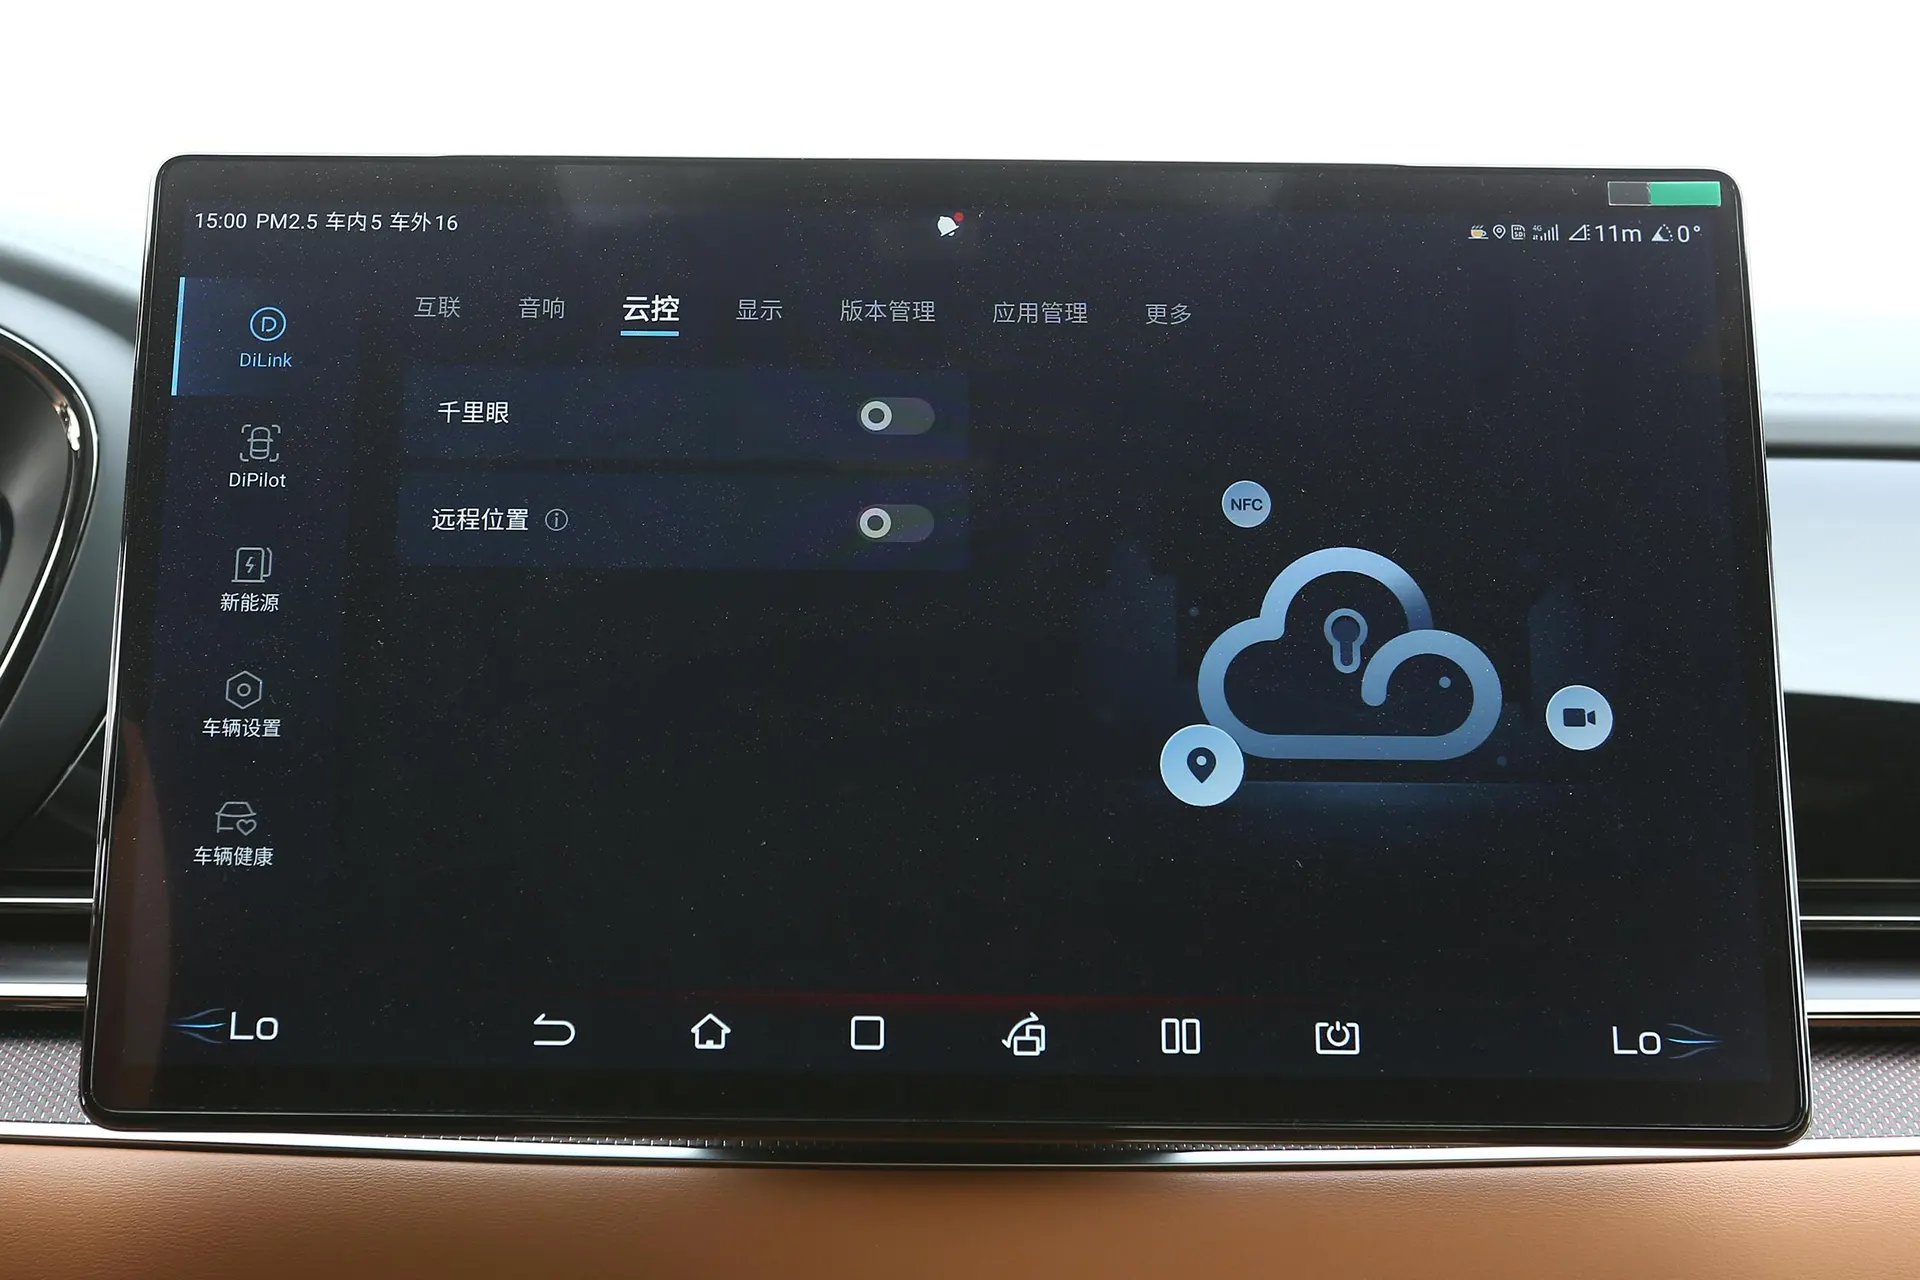 15:00 PM2.5 车内5 车外16
4G 11m 0°
互联 音响 云控 显示 版本管理 应用管理 更多
DiLink
千里眼
DiPilot
远程位置
NFC
新能源
车辆设置
车辆健康
Lo Lo